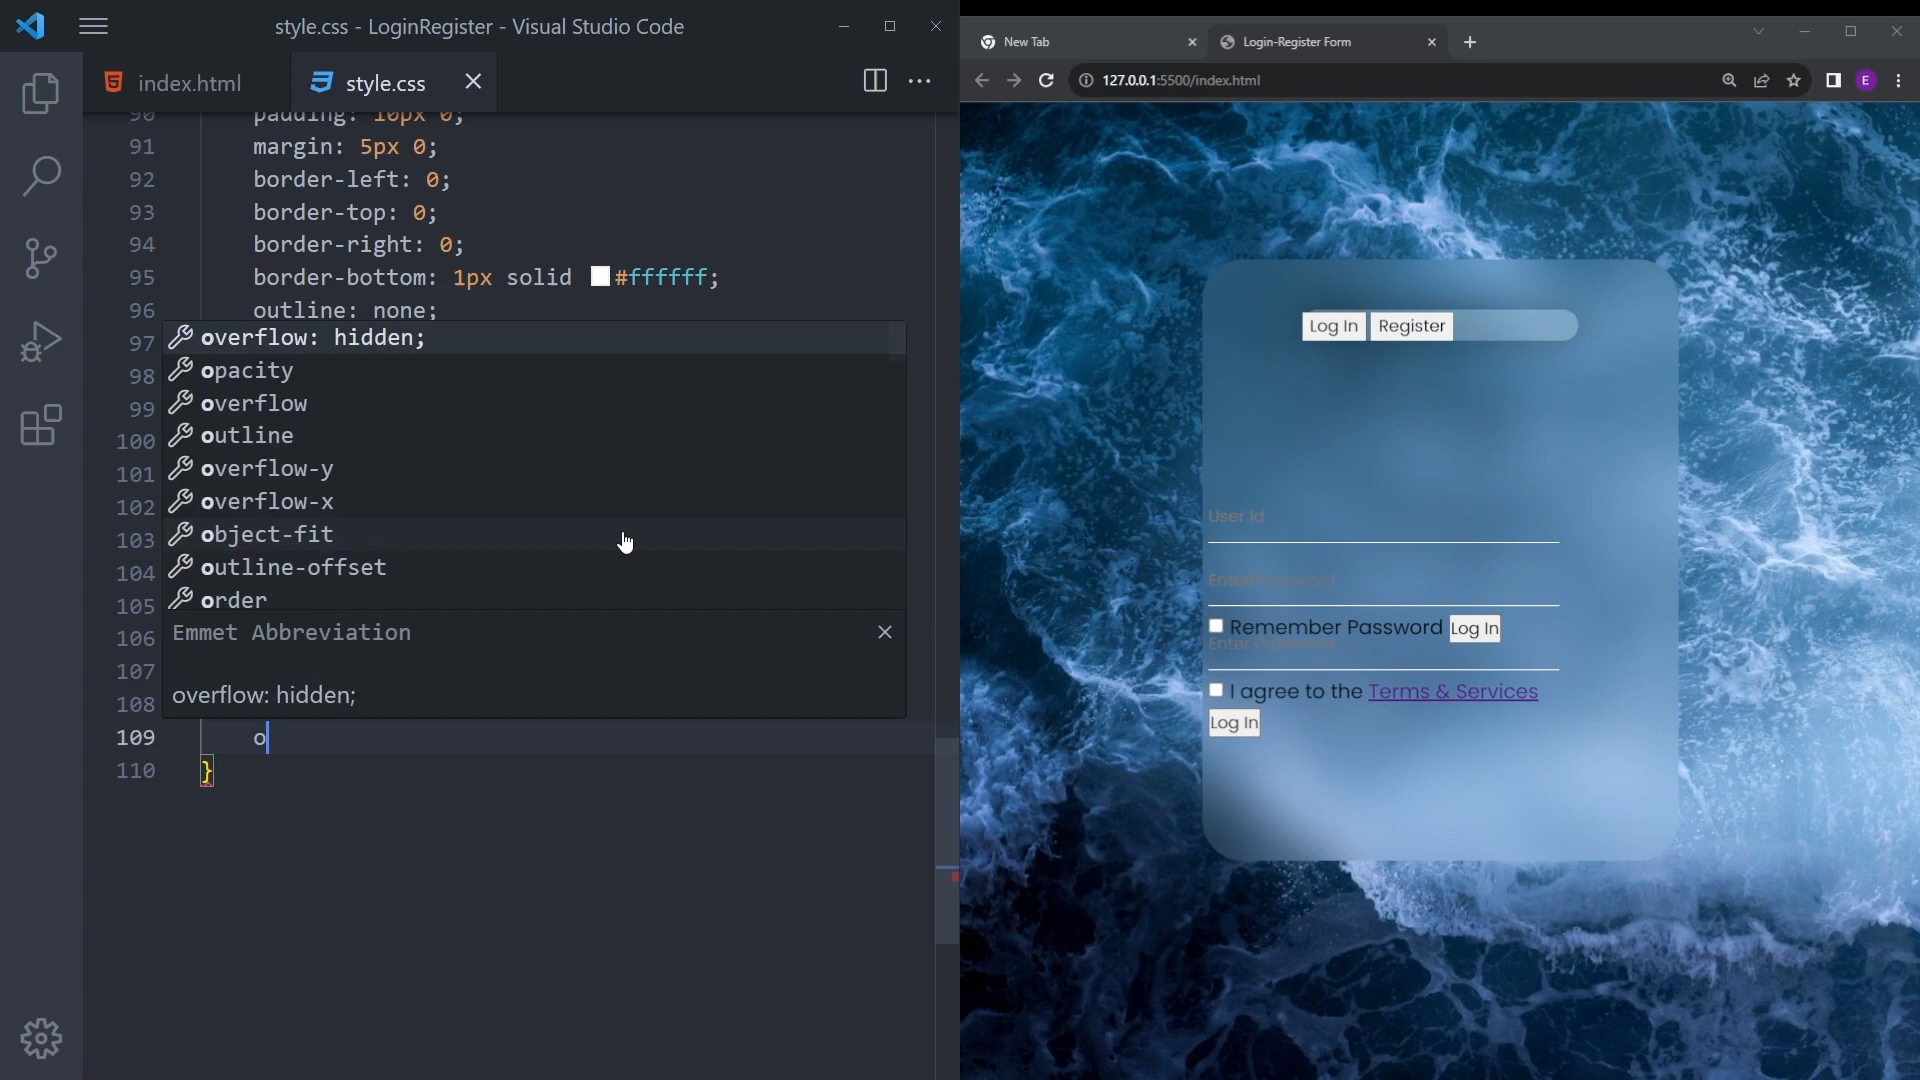 style.css - LoginRegister - Visual Studio Code
index.html
style.css
90 padding: 10px 0;
91 margin: 5px 0;
92 border-left: 0;
93 border-top: 0;
94 border-right: 0;
95 border-bottom: 1px solid #ffffff;
96 outline: none;
97
98
99
100
101
102
103
104
105
106
107
108
overflow: hidden;
opacity
overflow
outline
overflow-y
overflow-x
object-fit
outline-offset
order
Emmet Abbreviation
overflow: hidden;
109 o
110 }
New Tab
Login-Register Form
127.0.0.1:5500/index.html
E
Log In Register
User Id
Enter Password
Remember Password Log In
Enter Password
I agree to the Terms & Services
Log In